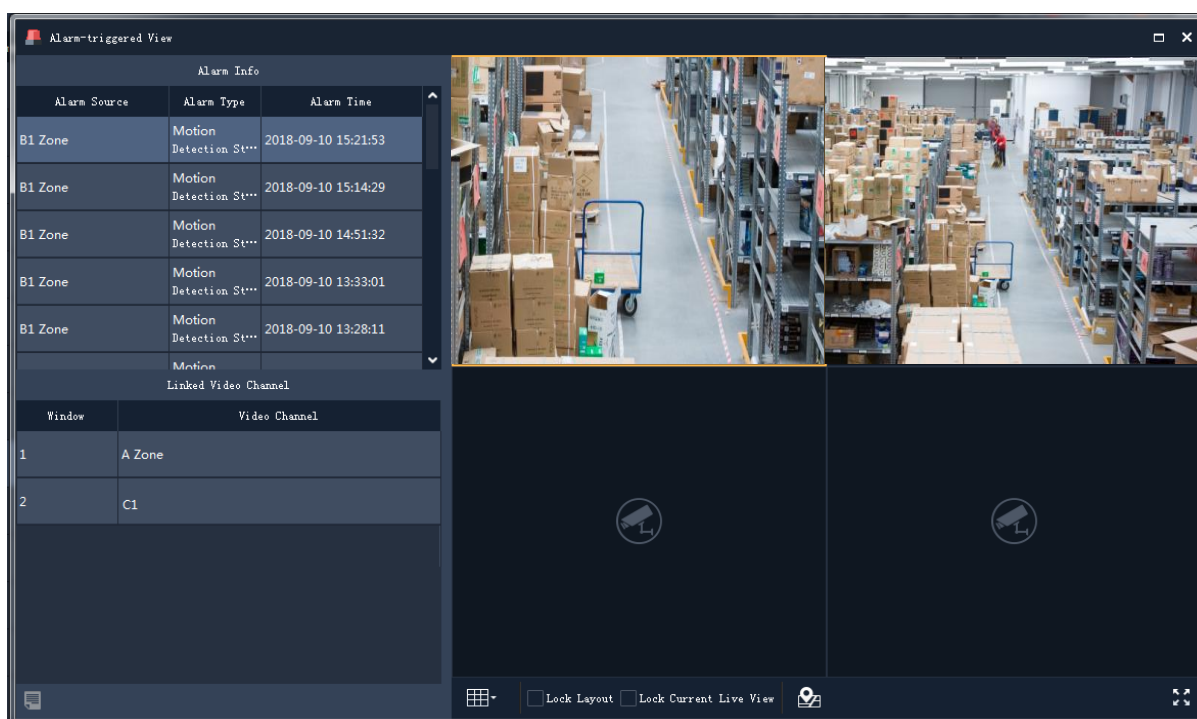 Alarm-triggered View
Alarm Info
Alarm Source Alarm Type Alarm Time
B1 Zone Motion Detection St··· 2018-09-10 15:21:53
B1 Zone Motion Detection St··· 2018-09-10 15:14:29
B1 Zone Motion Detection St··· 2018-09-10 14:51:32
B1 Zone Motion Detection St··· 2018-09-10 13:33:01
B1 Zone Motion Detection St··· 2018-09-10 13:28:11
Motion
Linked Video Channel
Window Video Channel
1 A Zone
2 C1
Lock Layout Lock Current Live View